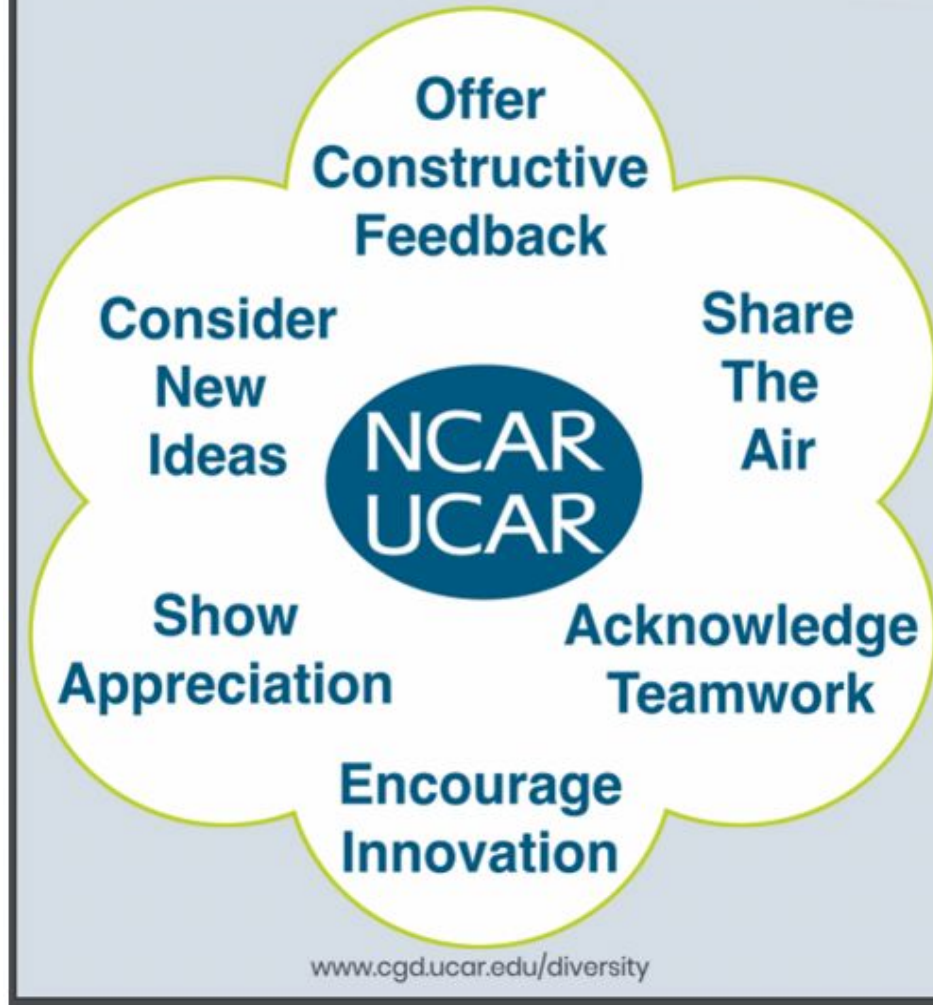 Offer
Constructive
Feedback
Share
The
Air
Acknowledge
Teamwork
Encourage
Innovation
Show
Appreciation
Consider
New
Ideas
NCAR
UCAR
www.cgd.ucar.edu/diversity